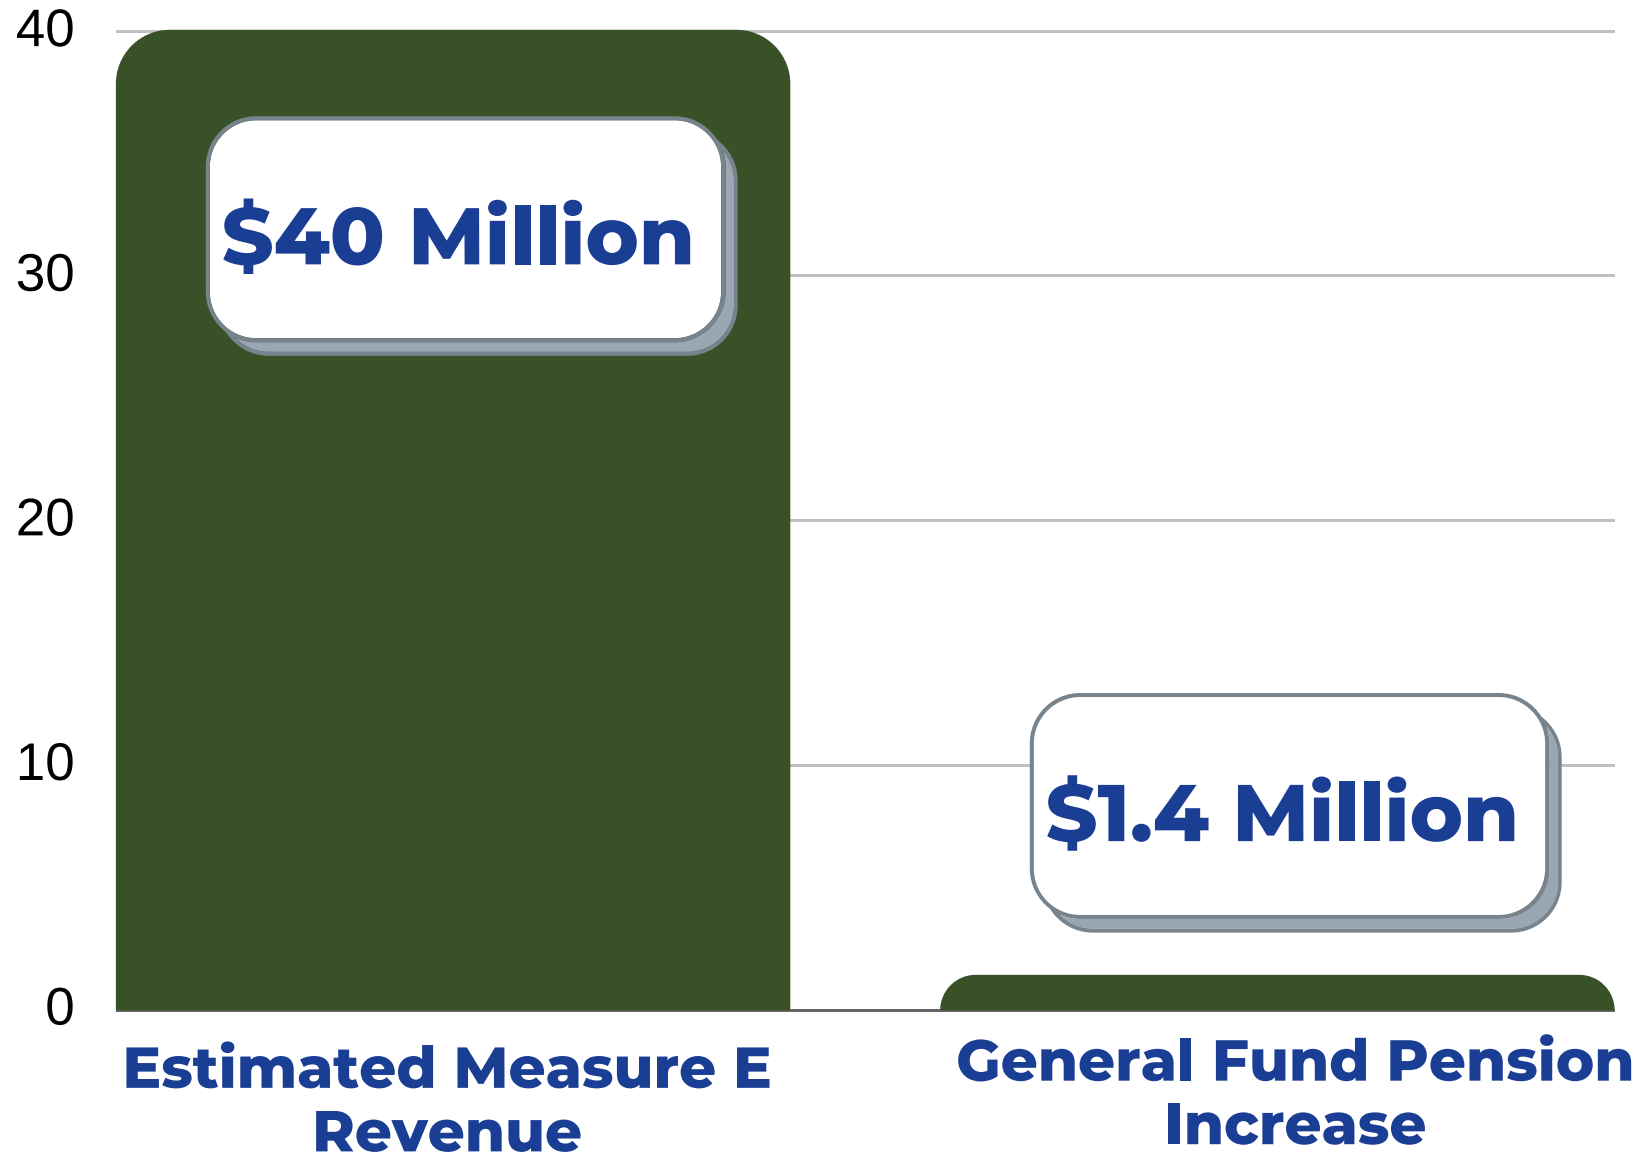 40
$40 Million
30
20
10
$1.4 Million
0
Estimated Measure E
Revenue
General Fund Pension
Increase